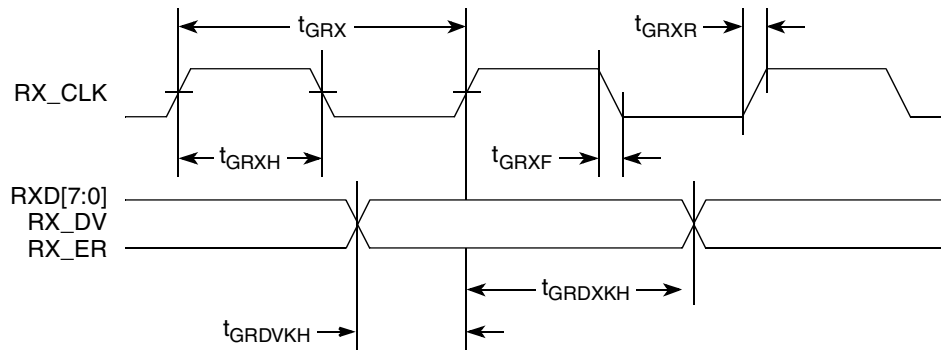 tGRX
tGRXR
RX_CLK
tGRXH
tGRXF
RXD[7:0]
RX_DV
RX_ER
tGRDXKH
tGRDVKH